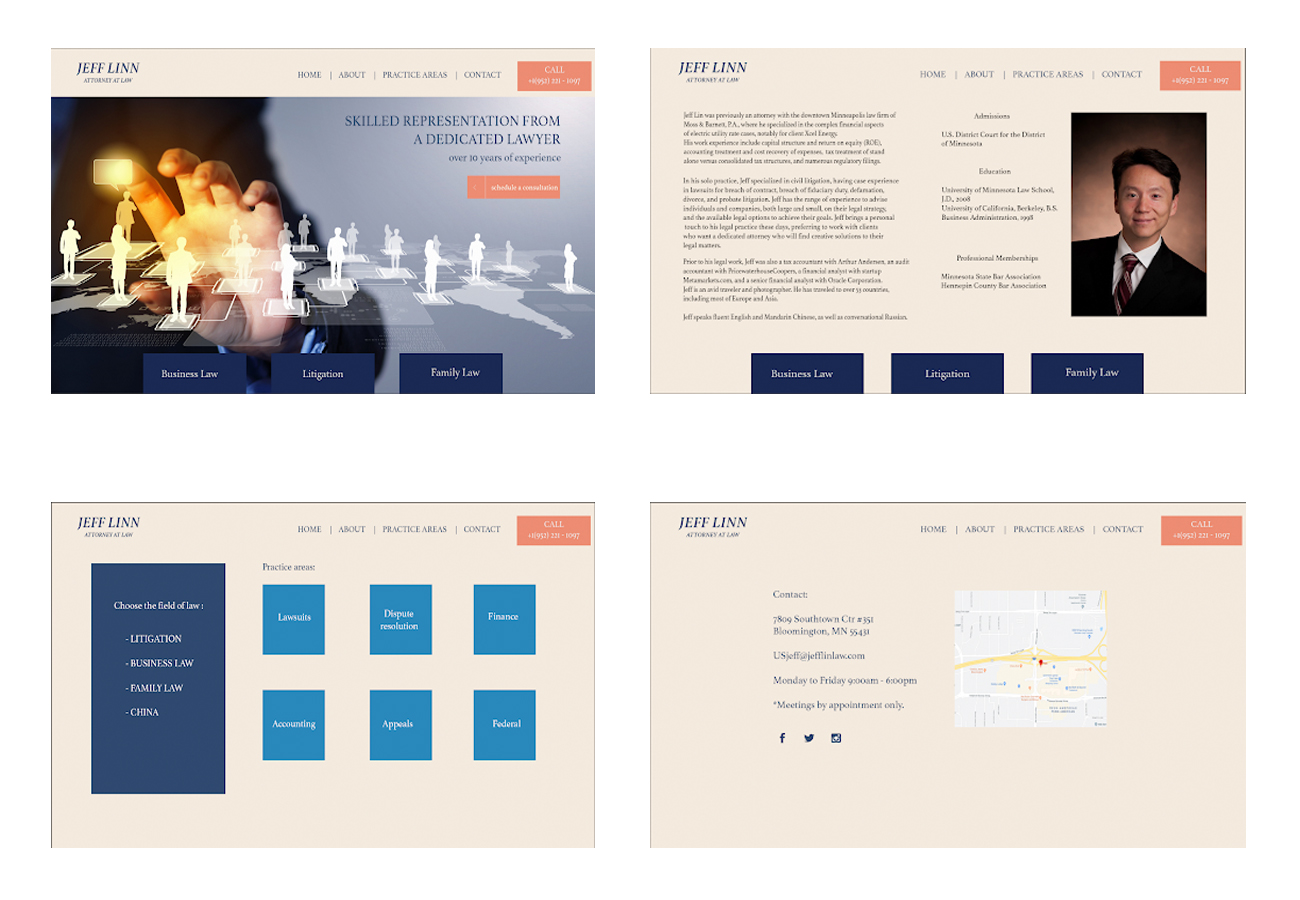 JEFF LINN
ATTORNEY AT LAW
HOME | ABOUT | PRACTICE AREAS | CONTACT
CALL
+1(952) 221 - 1097
SKILLED REPRESENTATION FROM
A DEDICATED LAWYER
over 10 years of experience
schedule a consultation
Business Law
Litigation
Family Law
JEFF LINN
ATTORNEY AT LAW
HOME | ABOUT | PRACTICE AREAS | CONTACT
CALL
+1(952) 221 - 1097
Jeff Lin was previously an attorney with the downtown Minneapolis law firm of
Moss & Barnett, P.A., where he specialized in the complex financial aspects
of electric utility rate cases, notably for client Xcel Energy.
His work experience include capital structure and return on equity (ROE),
accounting treatment and cost recovery of expenses, tax treatment of stand
alone versus consolidated tax structures, and numerous regulatory filings.
In his solo practice, Jeff specialized in civil litigation, having case experience
in lawsuits for breach of contract, breach of fiduciary duty, defamation,
divorce, and probate litigation. Jeff has the range of experience to advise
individuals and companies, both large and small, on their legal strategy,
and the available legal options to achieve their goals. Jeff brings a personal
touch to his legal practice these days, preferring to work with clients
who want a dedicated attorney who will find creative solutions to their
legal matters.
Prior to his legal work, Jeff was also a tax accountant with Arthur Andersen, an audit
accountant with PricewaterhouseCoopers, a financial analyst with startup
Metamarkets.com, and a senior financial analyst with Oracle Corporation.
Jeff is an avid traveler and photographer. He has traveled to over 53 countries,
including most of Europe and Asia.
Jeff speaks fluent English and Mandarin Chinese, as well as conversational Russian.
Admissions
U.S. District Court for the District
of Minnesota
Education
University of Minnesota Law School,
J.D., 2008
University of California, Berkeley, B.S.
Business Administration, 1998
Professional Memberships
Minnesota State Bar Association
Hennepin County Bar Association
Business Law
Litigation
Family Law
JEFF LINN
ATTORNEY AT LAW
HOME | ABOUT | PRACTICE AREAS | CONTACT
CALL
+1(952) 221 - 1097
Choose the field of law :
- LITIGATION
- BUSINESS LAW
- FAMILY LAW
- CHINA
Practice areas:
Lawsuits
Dispute
resolution
Finance
Accounting
Appeals
Federal
JEFF LINN
ATTORNEY AT LAW
HOME | ABOUT | PRACTICE AREAS | CONTACT
CALL
+1(952) 221 - 1097
Contact:
7809 Southtown Ctr #351
Bloomington, MN 55431
USjeff@jefflinlaw.com
Monday to Friday 9:00am - 6:00pm
*Meetings by appointment only.